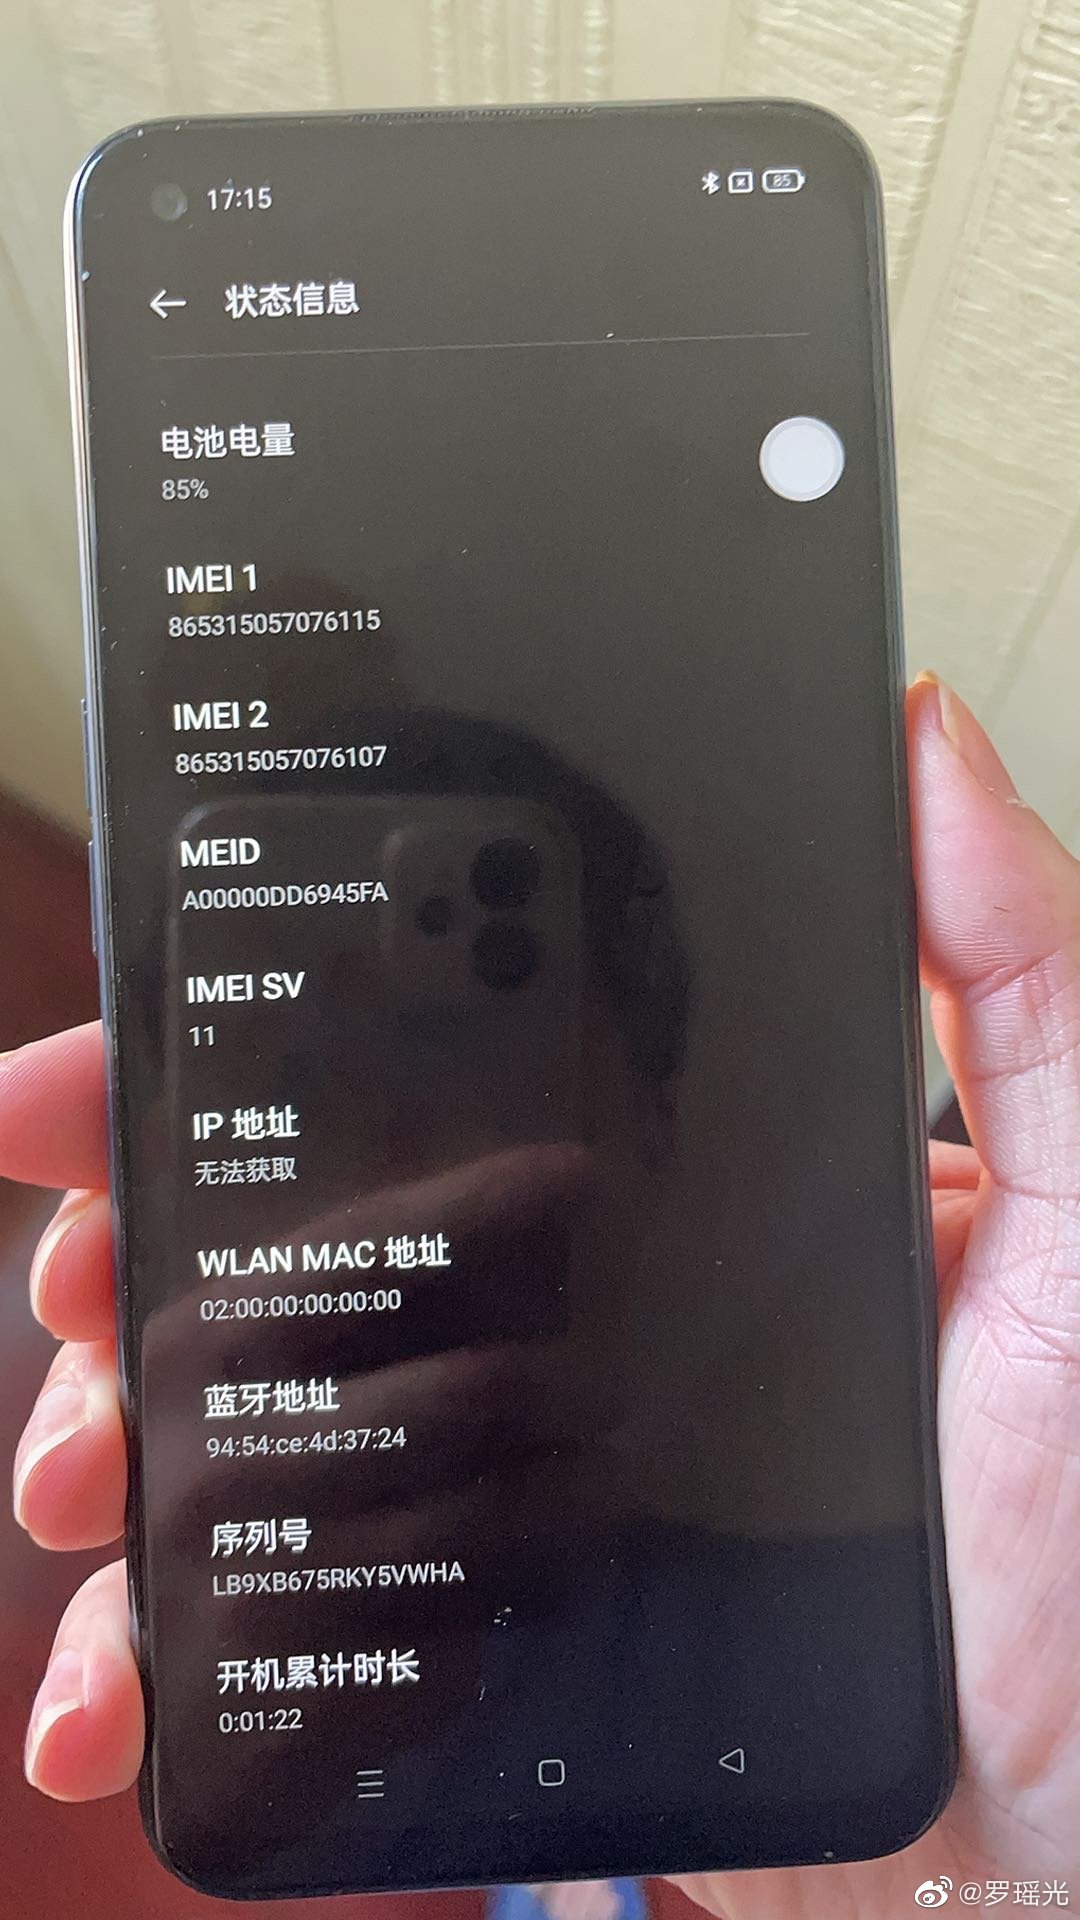 17:15
85
状态信息
电池电量
85%
IMEI 1
865315057076115
IMEI 2
865315057076107
MEID
A00000DD6945FA
IMEI SV
11
IP 地址
无法获取
WLAN MAC 地址
02:00:00:00:00:00
蓝牙地址
94:54:ce:4d:37:24
序列号
LB9XB675RKY5VWHA
开机累计时长
0:01:22
@罗瑶光